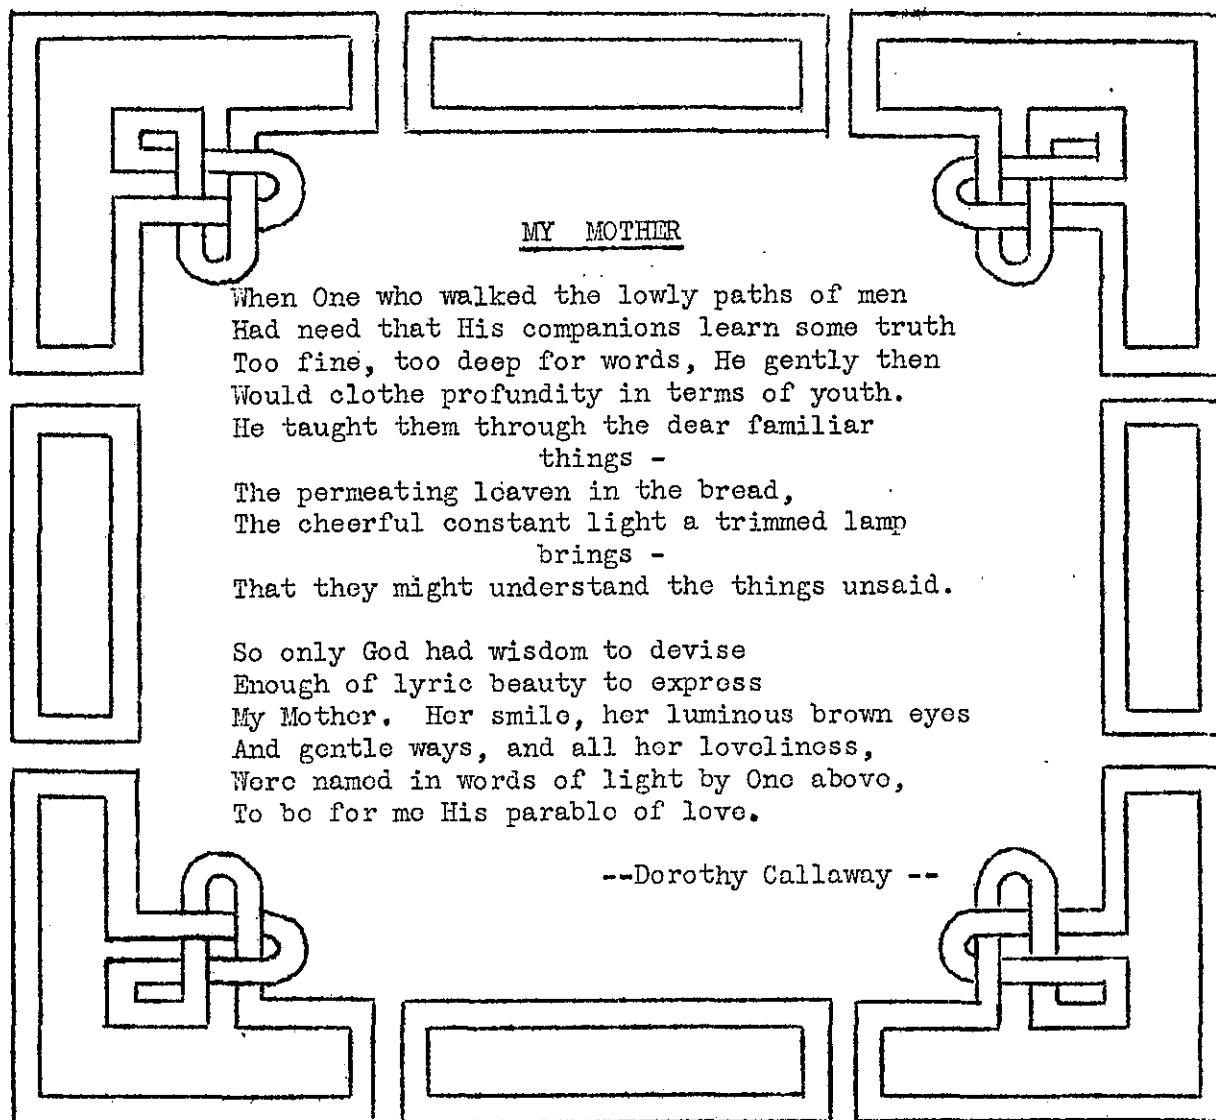 MY MOTHER
When One who walked the lowly paths of men
Had need that His companions learn some truth
Too fine, too deep for words, He gently then
Would clothe profundity in terms of youth.
He taught them through the dear familiar
things -
The permeating leaven in the bread,
The cheerful constant light a trimmed lamp
brings -
That they might understand the things unsaid.
So only God had wisdom to devise
Enough of lyric beauty to express
My Mother. Her smile, her luminous brown eyes
And gentle ways, and all her loveliness,
Were named in words of light by One above,
To be for me His parable of love.
--Dorothy Callaway --